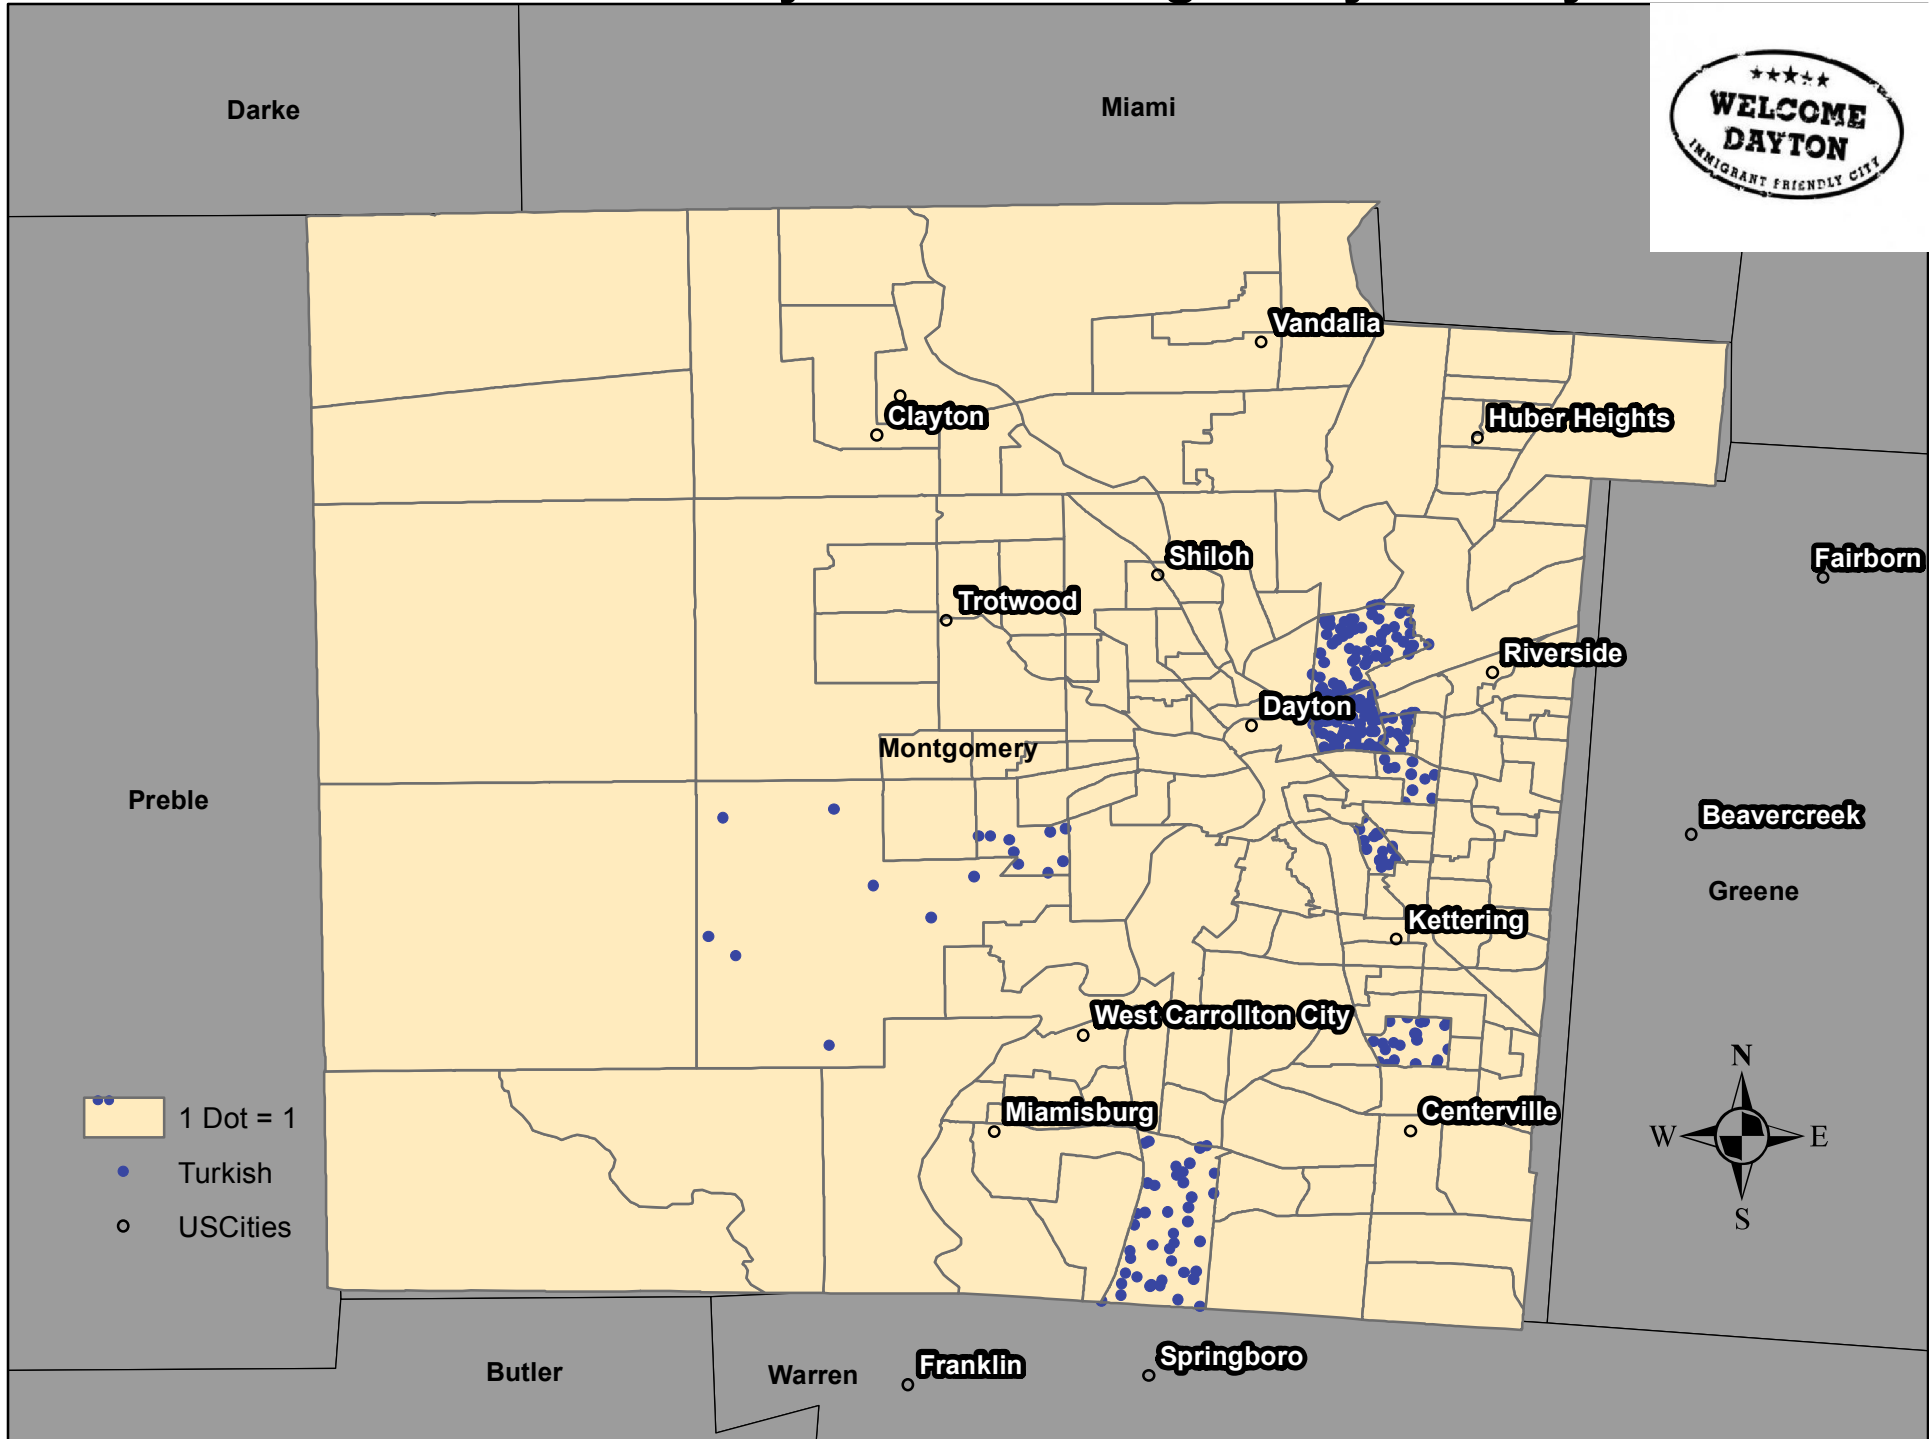 Darke
Miami
WELCOME
DAYTON
IMMIGRANT FRIENDLY CITY
Vandalia
Clayton
Huber Heights
Shiloh
Fairborn
Trotwood
Riverside
Dayton
Montgomery
Preble
Beavercreek
Greene
Kettering
West Carrollton City
N
1 Dot = 1
Miamisburg
Centerville
W
E
Turkish
S
USCities
Butler
Warren
Franklin
Springboro